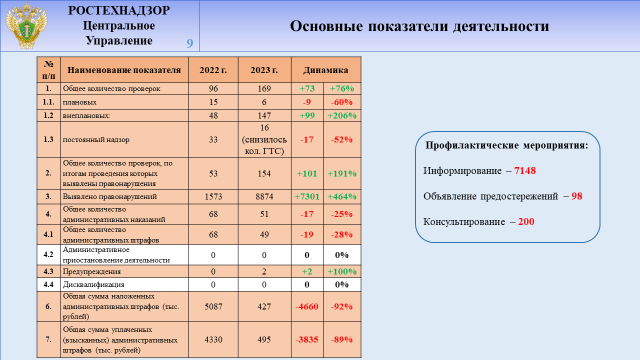 РОСТЕХНАДЗОР
Центральное
Управление
9
Основные показатели деятельности
№ п/п Наименование показателя 2022 г. 2023 г. Динамика
1. Общее количество проверок 96 169 +73 +76%
1.1. плановых 15 6 -9 -60%
1.2 внеплановых: 48 147 +99 +206%
1.3 постоянный надзор 33 16 (снизилось кол. ГТС) -17 -52%
2. Общее количество проверок, по итогам проведения которых выявлены правонарушения 53 154 +101 +191%
3. Выявлено правонарушений 1573 8874 +7301 +464%
4. Общее количество административных наказаний 68 51 -17 -25%
4.1 Общее количество административных штрафов 68 49 -19 -28%
4.2 Административное приостановление деятельности 0 0 0 0%
4.3 Предупреждения 0 2 +2 +100%
4.4 Дисквалификация 0 0 0 0%
6. Общая сумма наложенных административных штрафов (тыс. рублей) 5087 427 -4660 -92%
7. Общая сумма уплаченных (взысканных) административных штрафов (тыс. рублей) 4330 495 -3835 -89%
Профилактические мероприятия:
Информирование – 7148
Объявление предостережений – 98
Консультирование – 200